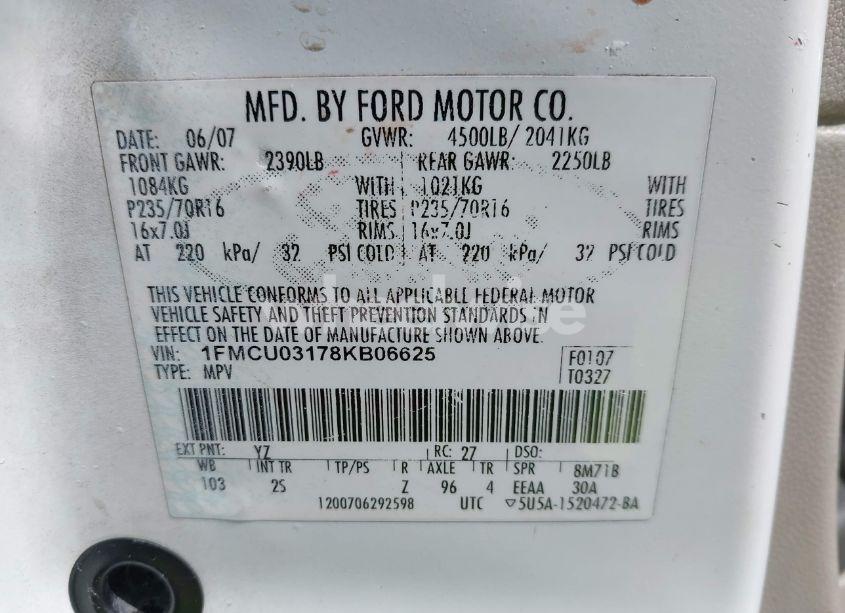 MFD. BY FORD MOTOR CO.
DATE: 06/07 GVWR: 4500LB/ 2041KG
FRONT GAWR: 2390LB REAR GAWR: 2250LB
1084KG WITH 1021KG WITH
P235/70R16 TIRES P235/70R16 TIRES
16x7.0J RIMS 16x7.0J RIMS
AT 220 kPa/ 32 PSI COLD AT 220 kPa/ 32 PSI COLD
THIS VEHICLE CONFORMS TO ALL APPLICABLE FEDERAL MOTOR
VEHICLE SAFETY AND THEFT PREVENTION STANDARDS IN
EFFECT ON THE DATE OF MANUFACTURE SHOWN ABOVE.
VIN: 1FMCU03178KB06625 F0107
TYPE: MPV T0327
EXT PNT: YZ RC: 27 DSO:
WB INT TR TP/PS R AXLE TR SPR 8M71B
103 2S Z 96 4 EEAA 30A
1200706292598 UTC ▽5U5A-1520472-BA